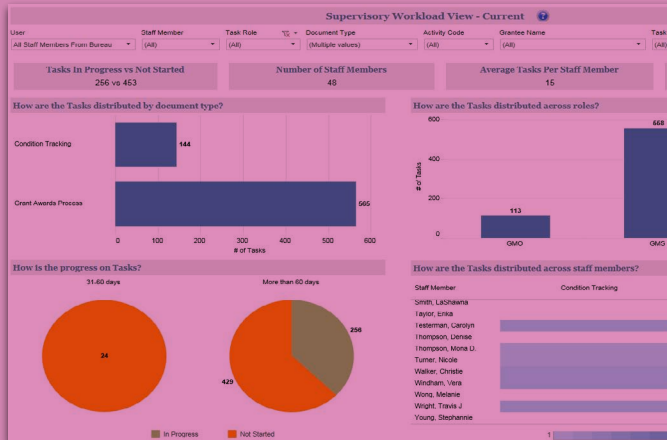 Supervisory Workload View - Current ?
User Staff Member Task Role Document Type Activity Code Grantee Name Task
All Staff Members From Bureau (All) (All) (Multiple values) (All) (All) (All)
Tasks In Progress vs Not Started Number of Staff Members Average Tasks Per Staff Member
256 vs 453 48 15
How are the Tasks distributed by document type? How are the Tasks distributed across roles?
Condition Tracking 144
Grant Awards Process 565
0 100 200 300 400 500 600
# of Tasks
600
400
200
0
# of Tasks
113 668
GMO GMS
How is the progress on Tasks? How are the Tasks distributed across staff members?
31-60 days More than 60 days
34
256
429
In Progress Not Started
Staff Member Condition Tracking
Smith, LaShawna
Taylor, Erika
Testerman, Carolyn
Thompson, Denise
Thompson, Mona D.
Turner, Nicole
Walker, Christie
Windham, Vera
Wong, Melanie
Wright, Travis J
Young, Stephannie
1